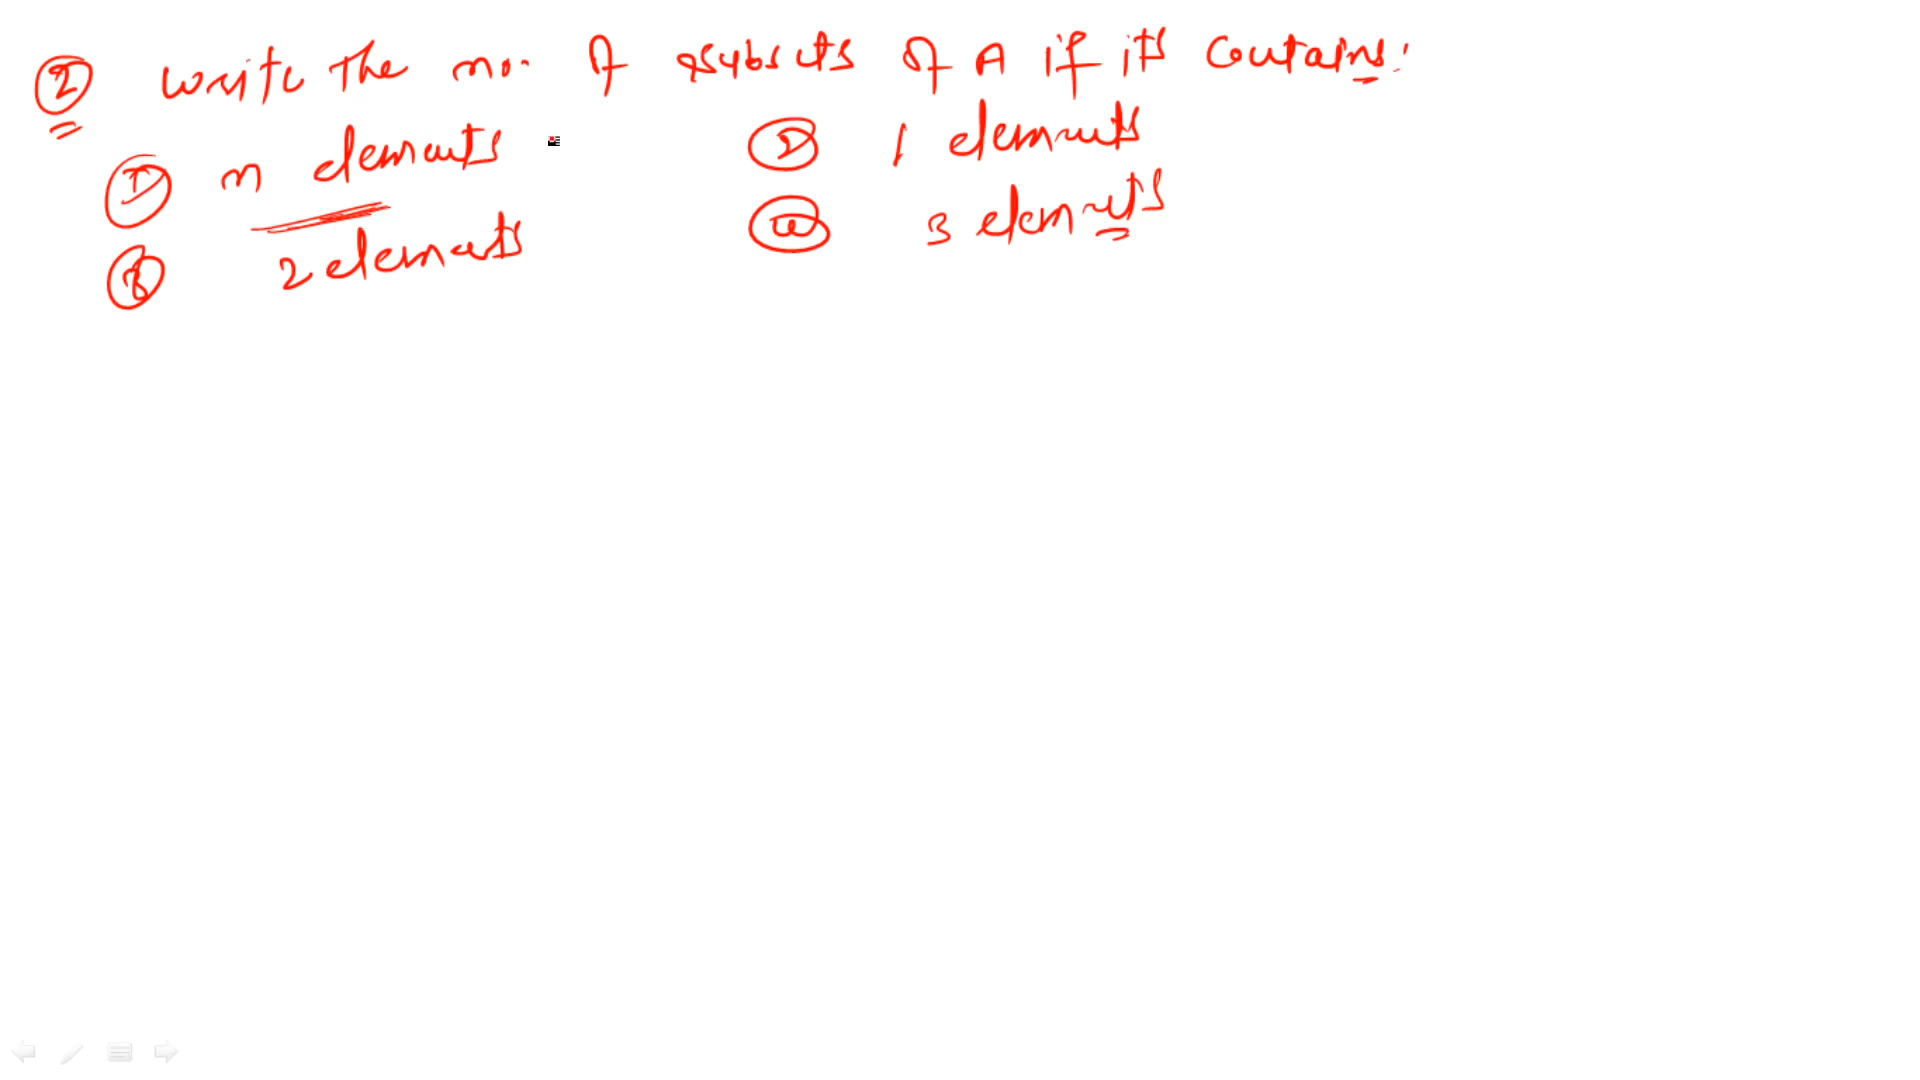 ② Write The no. of subsets of A if its contains:
① n elements ② 1 elements
③ 2 elements ④ 3 elements